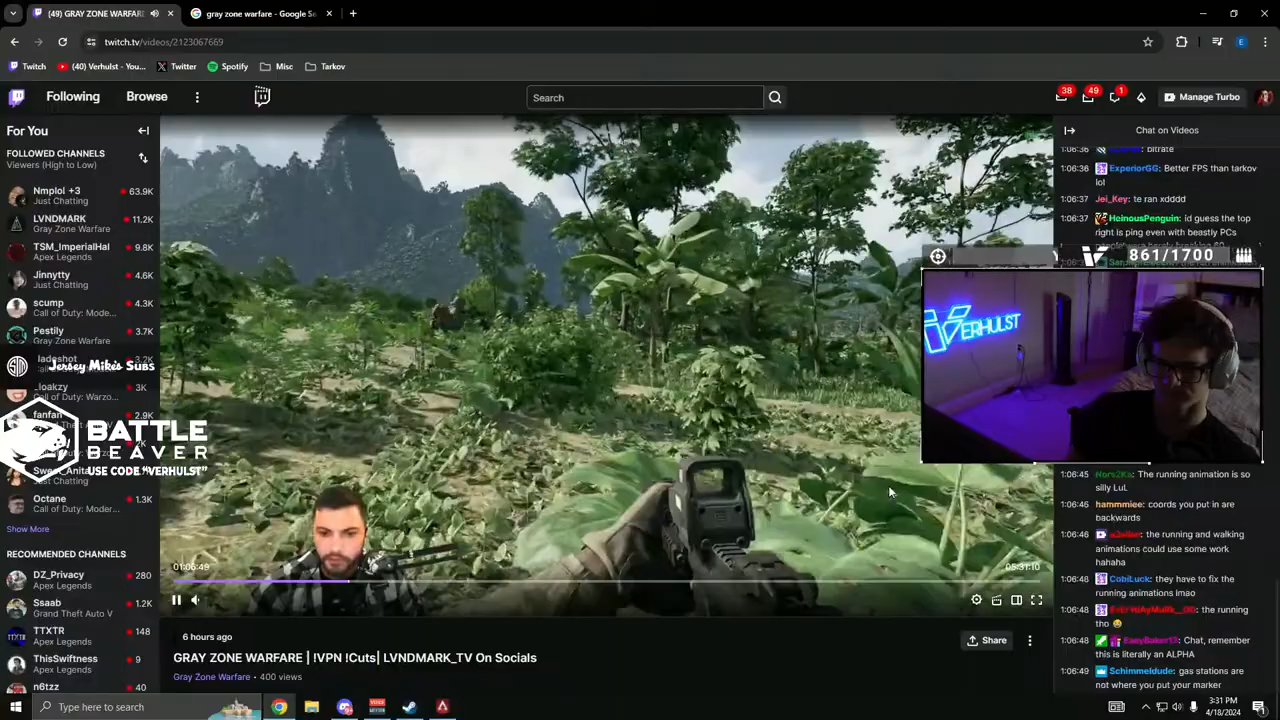 (49) GRAY ZONE WARFARE
gray zone warfare - Google Se
twitch.tv/videos/2123067669
Twitch
(40) Verhulst - You...
Twitter
Spotify
Misc
Tarkov
Following
Browse
Search
38
49
1
Manage Turbo
For You
FOLLOWED CHANNELS
Viewers (High to Low)
Nmplol +3
63.9K
Just Chatting
LVNDMARK
11.2K
Gray Zone Warfare
TSM_ImperialHal
9.8K
Apex Legends
Jinnytty
4.6K
Just Chatting
scump
4.3K
Call of Duty: Mode...
Pestily
3.7K
Gray Zone Warfare
3.2K
Jersey Mike's SUBS
_loakzy
3K
Call of Duty: Warzo...
fanfan
2.9K
BATTLE
BEAVER
USE CODE "VERHULST"
Just Chatting
Octane
1.3K
Call of Duty: Moder...
Show More
RECOMMENDED CHANNELS
DZ_Privacy
280
Apex Legends
Ssaab
1.2K
Grand Theft Auto V
TTXTR
148
Apex Legends
ThisSwiftness
9
Apex Legends
n6tzz
40
01:06:49
05:31:10
6 hours ago
Share
GRAY ZONE WARFARE | !VPN !Cuts| LVNDMARK_TV On Socials
Gray Zone Warfare • 400 views
Chat on Videos
1:06:36
bitrate
1:06:36 ExperiorGG: Better FPS than tarkov
lol
1:06:37 Jei_Key: te ran xdddd
1:06:37 HeinousPenguin: id guess the top
right is ping even with beastly PCs
861/1700
VERHULST
1:06:45 The running animation is so
silly LuL
1:06:46 hammmiee: coords you put in are
backwards
1:06:46 the running and walking
animations could use some work
hahaha
1:06:48 CobiLuck: they have to fix the
running animations lmao
1:06:48 the running
tho
1:06:48 EasyBaker13: Chat, remember
this is literally an ALPHA
1:06:49 Schimmeldude: gas stations are
not where you put your marker
Type here to search
3:31 PM
4/18/2024